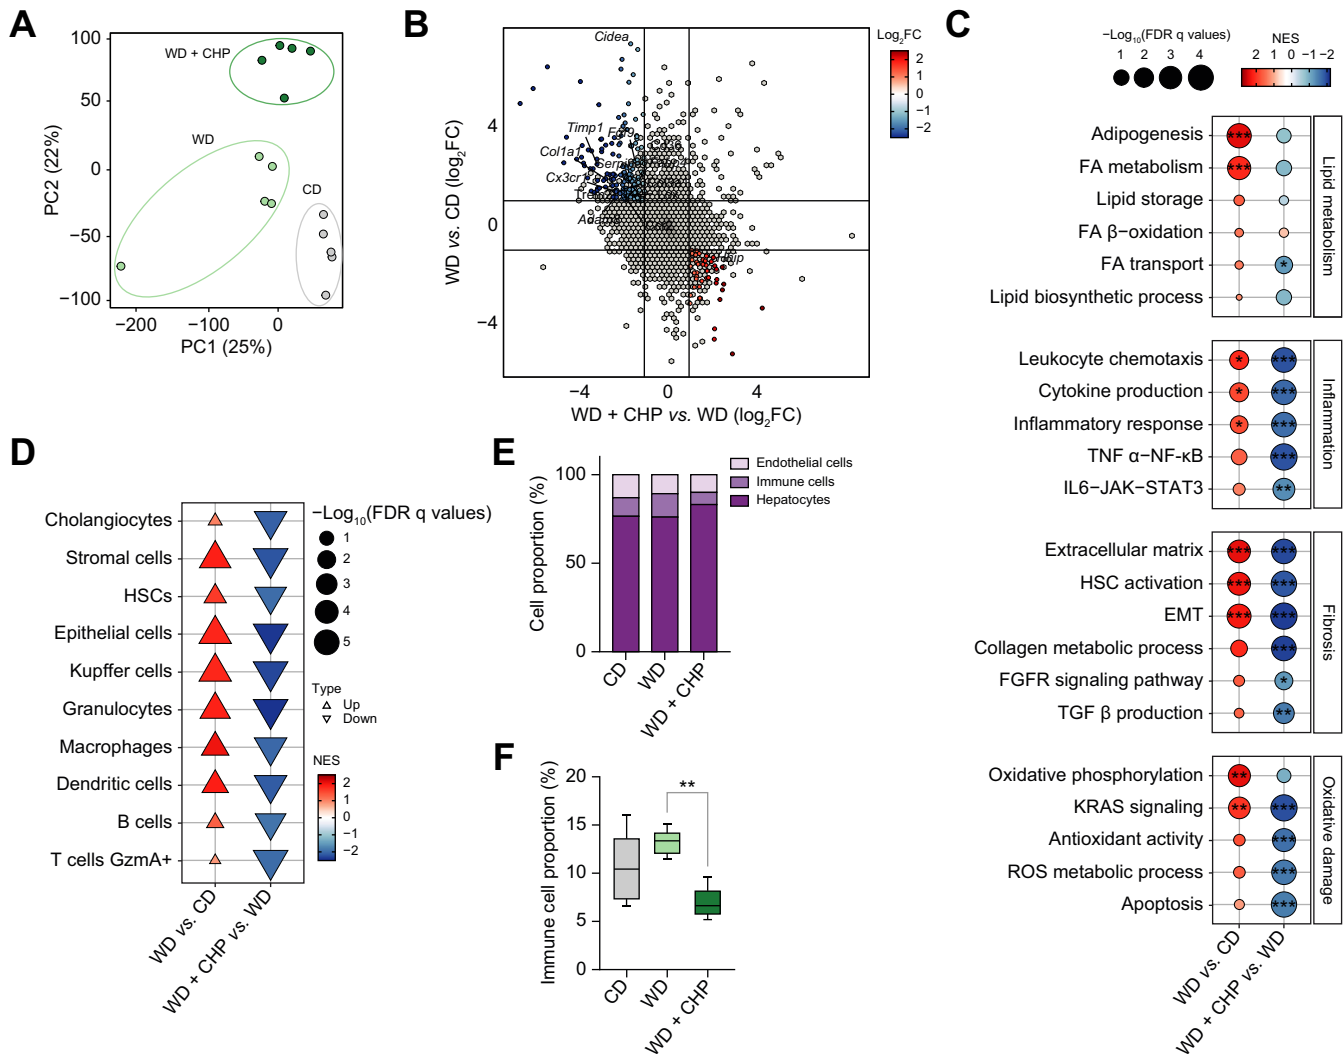 A
100
50
0
−50
−100
PC2 (22%)
WD + CHP
WD
CD
−200
−100
0
PC1 (25%)
B
WD vs. CD (log2FC)
4
0
−4
Cidea
Timp1
Col1a1
Cx3cr1
−4
0
4
WD + CHP vs. WD (log2FC)
Log2FC
2
1
0
−1
−2
C
−Log10(FDR q values)
1 2 3 4
NES
2 1 0 −1 −2
Adipogenesis
***
FA metabolism
***
Lipid storage
FA β−oxidation
FA transport
*
Lipid biosynthetic process
Lipid metabolism
Leukocyte chemotaxis
* ***
Cytokine production
* ***
Inflammatory response
* ***
TNF α−NF-κB
***
IL6−JAK−STAT3
**
Inflammation
Extracellular matrix
*** ***
HSC activation
*** ***
EMT
*** ***
Collagen metabolic process
***
FGFR signaling pathway
*
TGF β production
**
Fibrosis
Oxidative phosphorylation
**
KRAS signaling
** ***
Antioxidant activity
***
ROS metabolic process
***
Apoptosis
***
Oxidative damage
WD vs. CD
WD + CHP vs. WD
D
Cholangiocytes
Stromal cells
HSCs
Epithelial cells
Kupffer cells
Granulocytes
Macrophages
Dendritic cells
B cells
T cells GzmA+
WD vs. CD
WD + CHP vs. WD
−Log10(FDR q values)
1
2
3
4
5
Type
Up
Down
NES
2
1
0
−1
−2
E
Cell proportion (%)
100
50
0
CD
WD
WD + CHP
Endothelial cells
Immune cells
Hepatocytes
F
Immune cell proportion (%)
20
15
10
5
0
**
CD
WD
WD + CHP